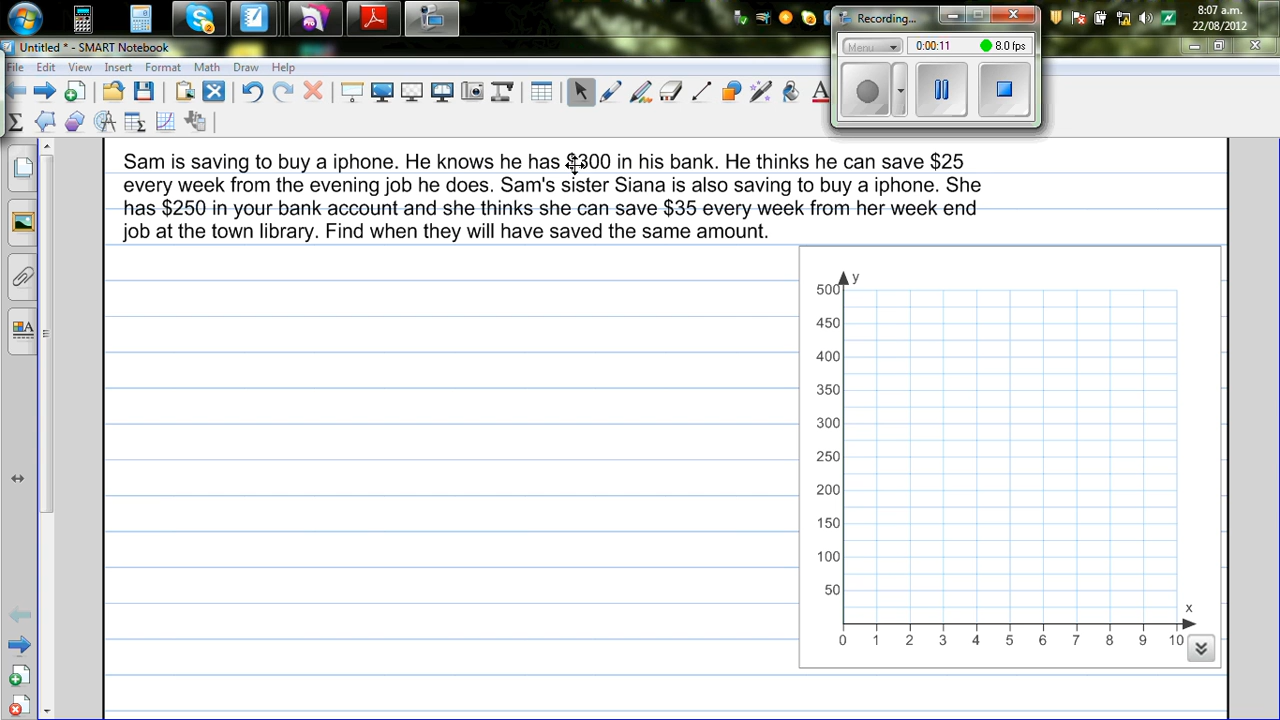 8:07 a.m.
22/08/2012
Recording...
Menu
0:00:11
8.0 fps
Untitled * - SMART Notebook
File Edit View Insert Format Math Draw Help
Sam is saving to buy a iphone. He knows he has $300 in his bank. He thinks he can save $25
every week from the evening job he does. Sam's sister Siana is also saving to buy a iphone. She
has $250 in your bank account and she thinks she can save $35 every week from her week end
job at the town library. Find when they will have saved the same amount.
y
500
450
400
350
300
250
200
150
100
50
x
0 1 2 3 4 5 6 7 8 9 10